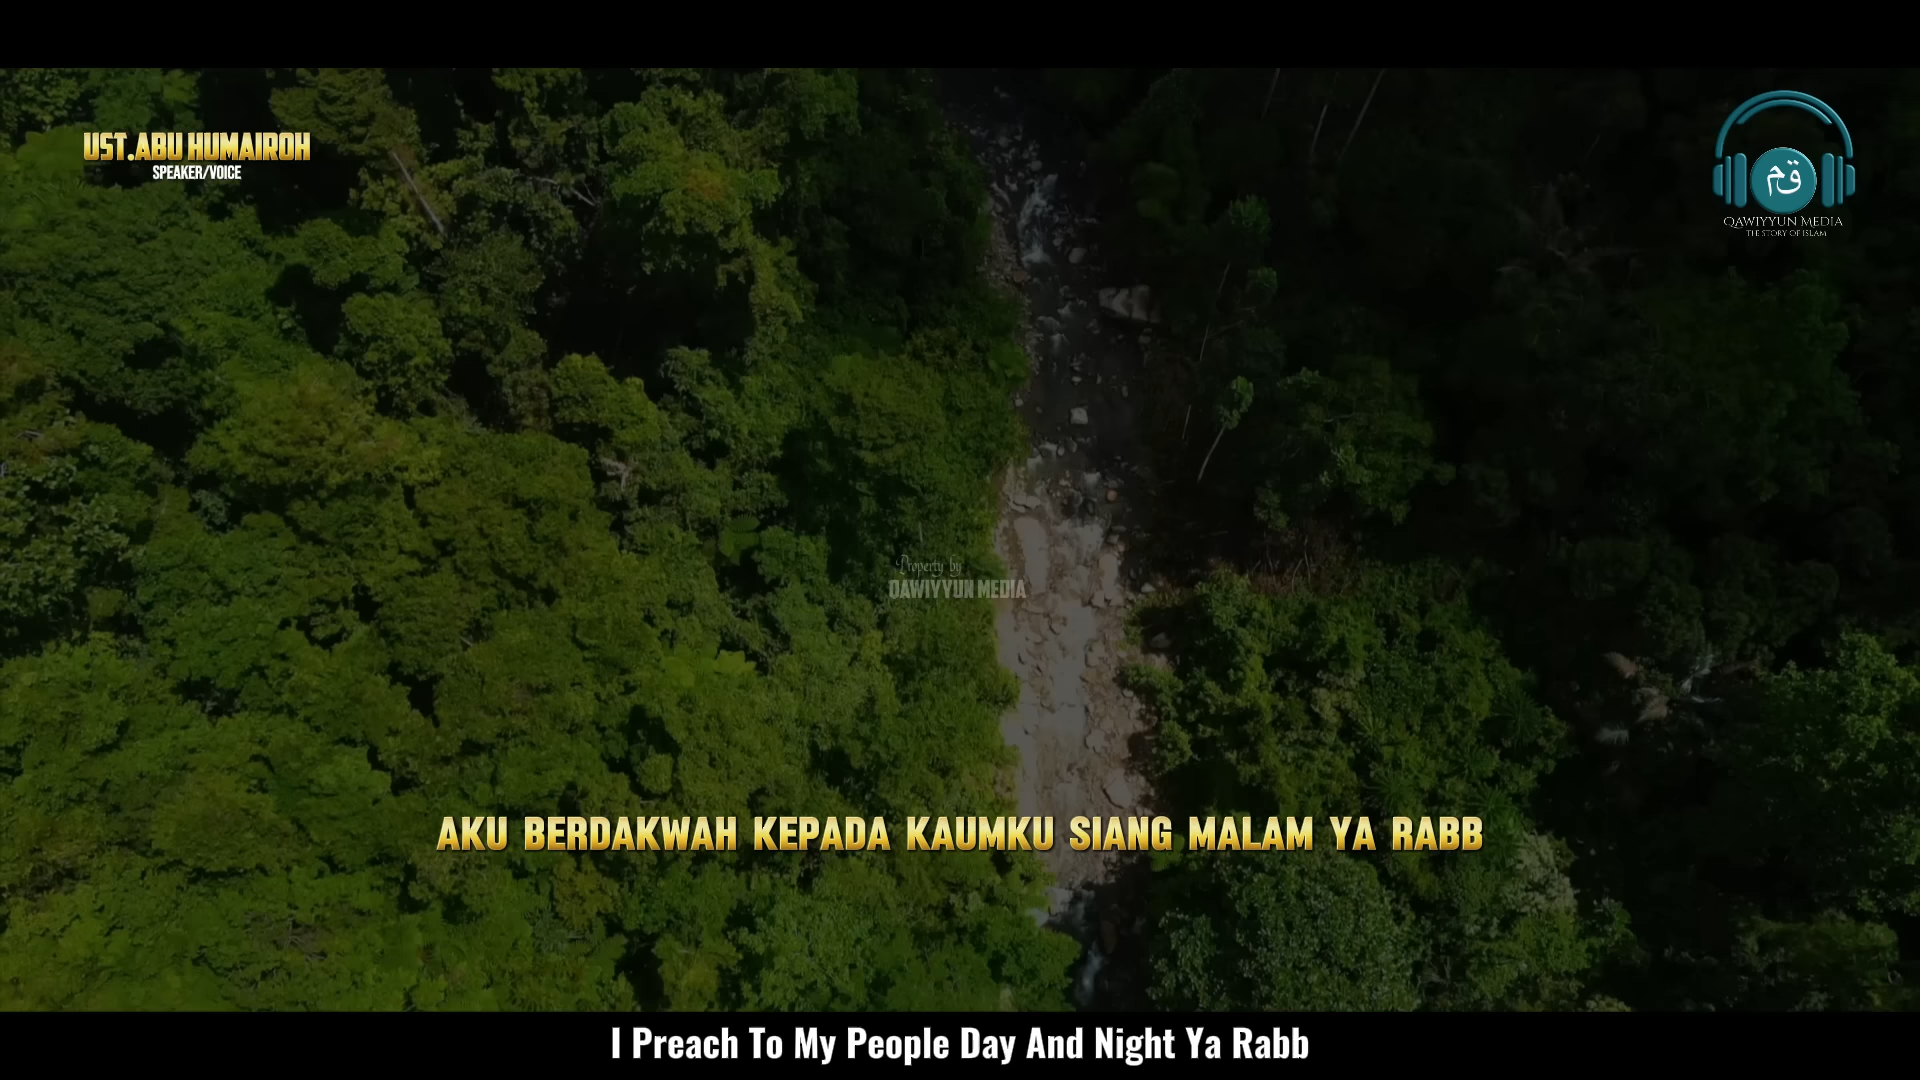 UST.ABU HUMAIROH
SPEAKER/VOICE
قم
QAWIYYUN MEDIA
THE STORY OF ISLAM
Property by
QAWIYYUN MEDIA
AKU BERDAKWAH KEPADA KAUMKU SIANG MALAM YA RABB
I Preach To My People Day And Night Ya Rabb